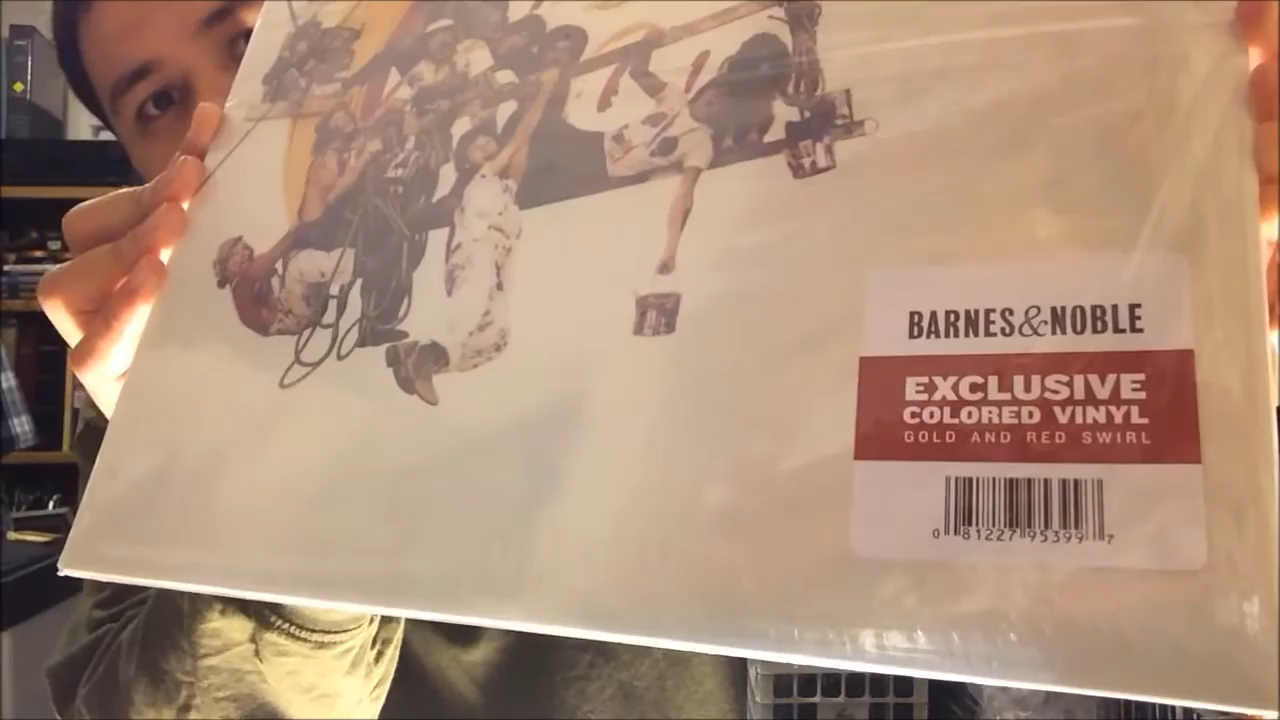 BARNES&NOBLE
EXCLUSIVE
COLORED VINYL
GOLD AND RED SWIRL
0 81227 95399 7